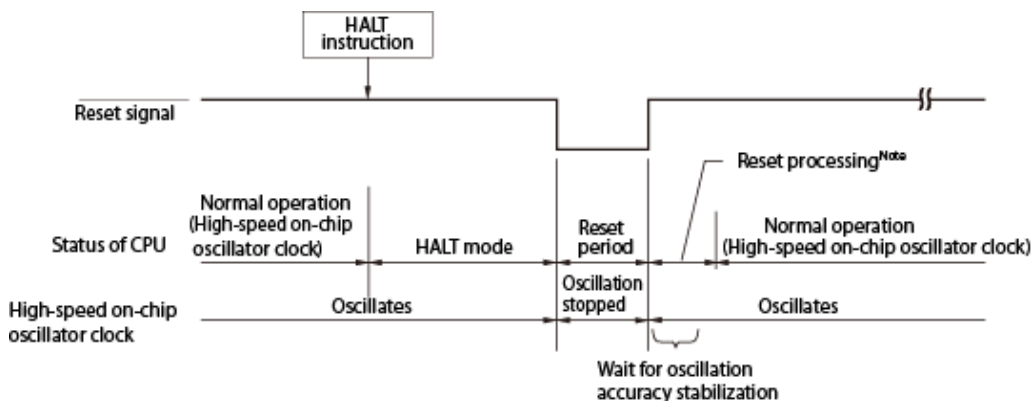 HALT
instruction
Reset signal
Reset processingNote
Normal operation
(High-speed on-chip
oscillator clock)
Status of CPU
HALT mode
Reset
period
Normal operation
(High-speed on-chip oscillator clock)
High-speed on-chip
oscillator clock
Oscillates
Oscillation
stopped
Oscillates
Wait for oscillation
accuracy stabilization